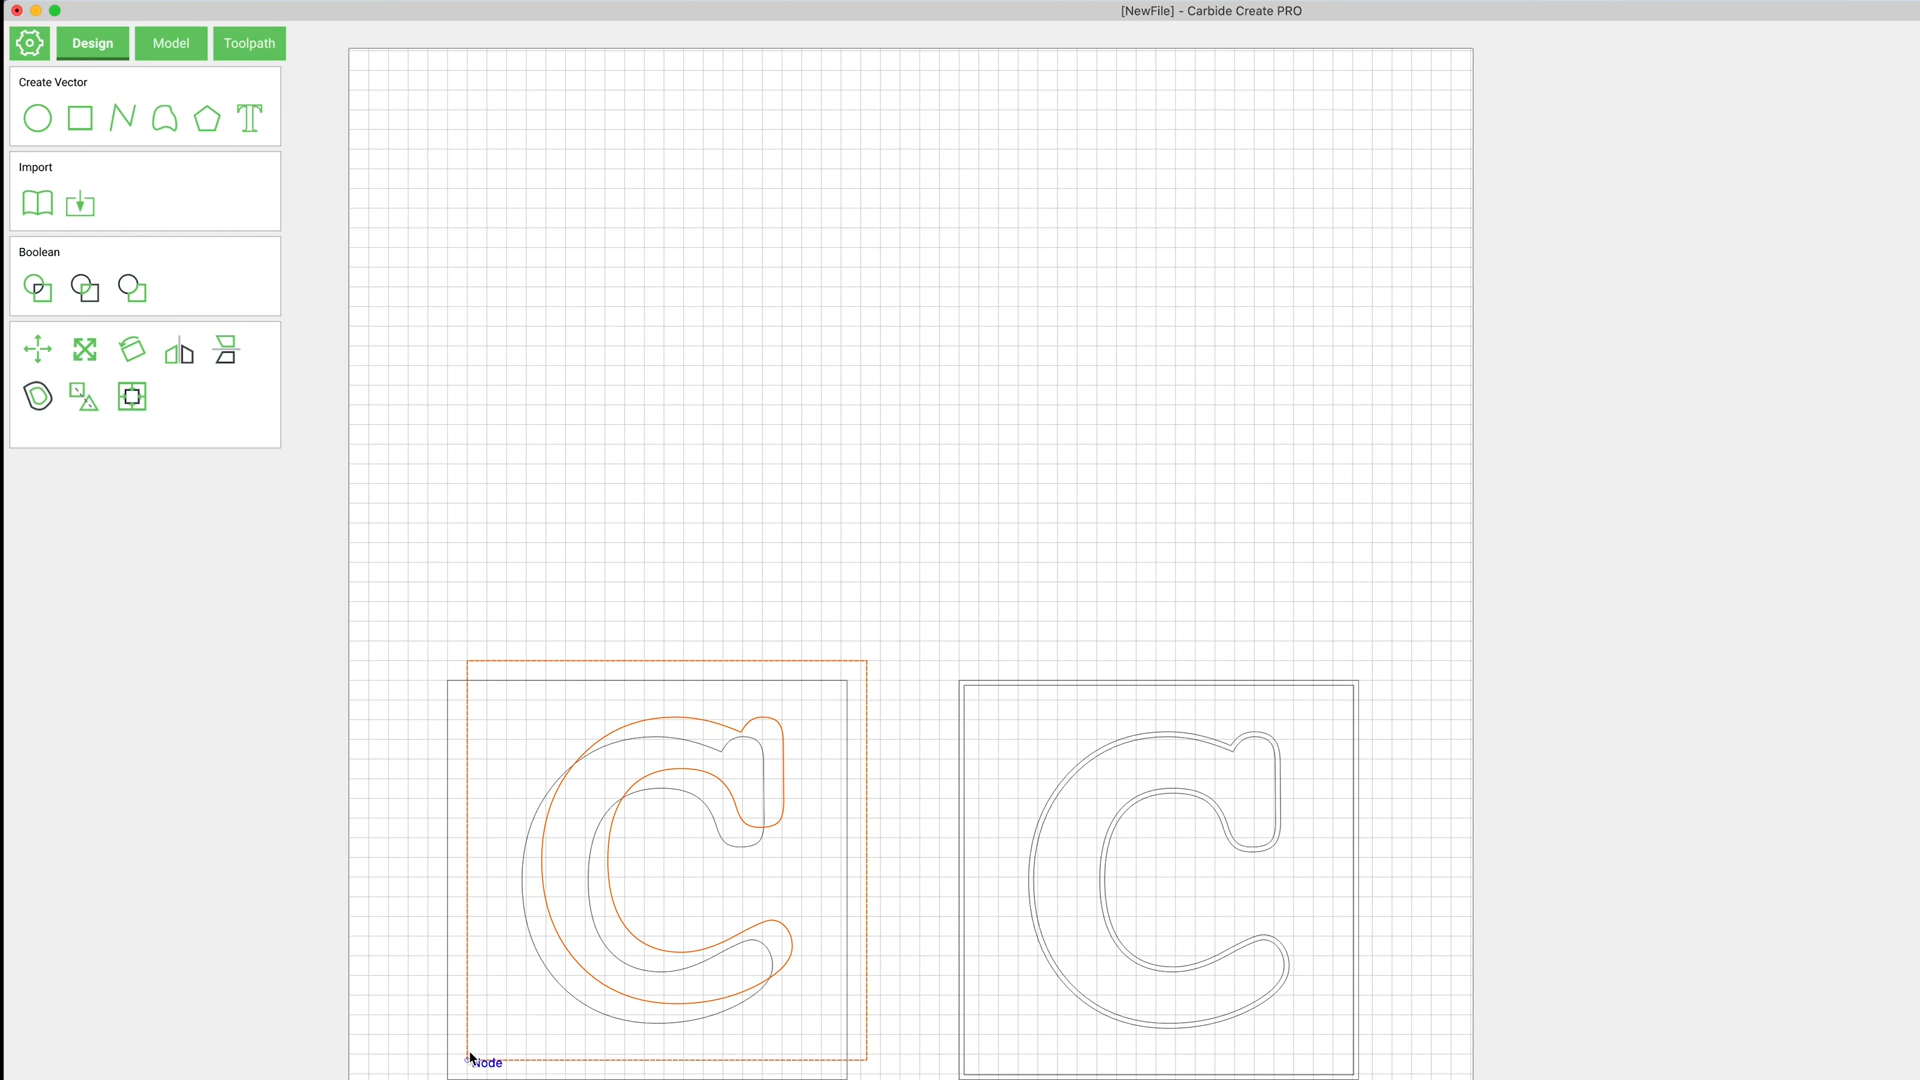 [NewFile] - Carbide Create PRO
Design Model Toolpath
Create Vector
Import
Boolean
Node